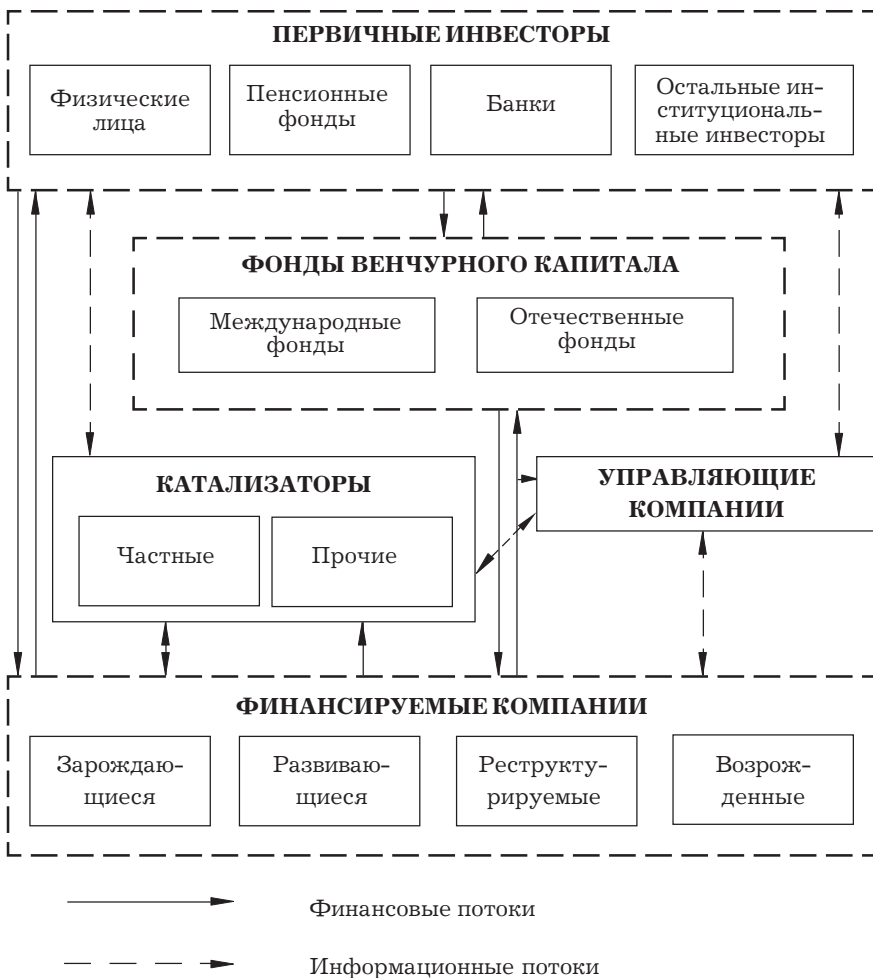 ПЕРВИЧНЫЕ ИНВЕСТОРЫ
Физические
лица
Пенсионные
фонды
Банки
Остальные ин-
ституциональ-
ные инвесторы
ФОНДЫ ВЕНЧУРНОГО КАПИТАЛА
Международные
фонды
Отечественные
фонды
КАТАЛИЗАТОРЫ
Частные
Прочие
УПРАВЛЯЮЩИЕ
КОМПАНИИ
ФИНАНСИРУЕМЫЕ КОМПАНИИ
Зарождаю-
щиеся
Развиваю-
щиеся
Реструкту-
рируемые
Возрож-
денные
Финансовые потоки
Информационные потоки